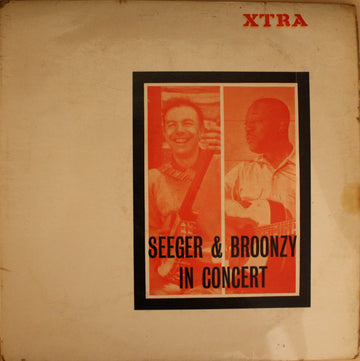 XTRA
SEEGER & BROONZY
IN CONCERT